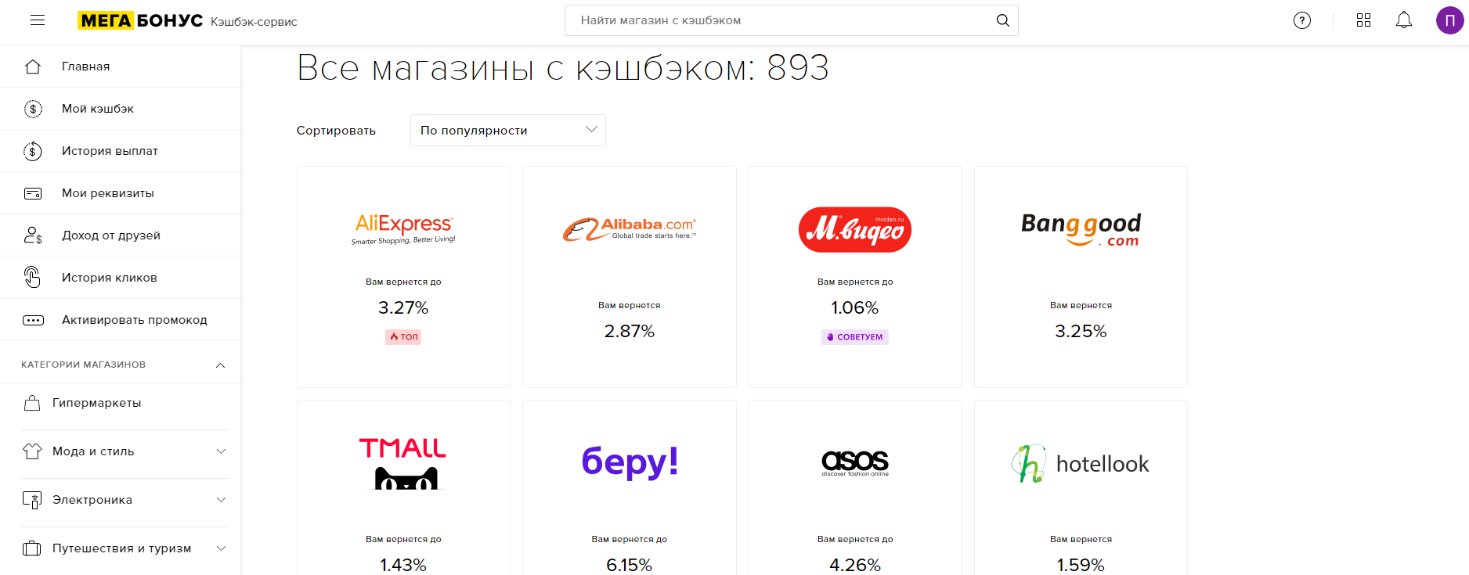 МЕГА БОНУС Кэшбэк-сервис
Найти магазин с кэшбэком
?
П
Главная
$
Мой кэшбэк
$
История выплат
Мои реквизиты
$
Доход от друзей
История кликов
Активировать промокод
КАТЕГОРИИ МАГАЗИНОВ
Гипермаркеты
Мода и стиль
Электроника
Путешествия и туризм
Все магазины с кэшбэком: 893
Сортировать
По популярности
AliExpress
Smarter Shopping, Better Living!
Вам вернется до
3.27%
ТОП
Alibaba.com
Global trade starts here.™
Вам вернется
2.87%
mvideo.ru
М.видео
Вам вернется до
1.06%
СОВЕТУЕМ
Banggood
.com
Вам вернется
3.25%
TMALL
Вам вернется до
1.43%
беру!
Вам вернется до
6.15%
asos
discover fashion online
Вам вернется до
4.26%
hotellook
Вам вернется
1.59%